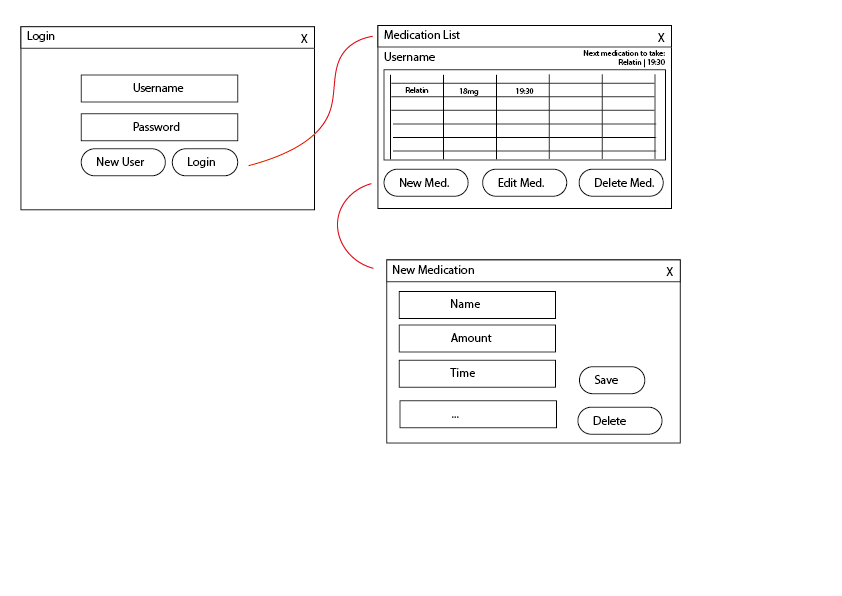 Login
X
Username
Password
New User
Login
Medication List
X
Username
Next medication to take:
Relatin | 19:30
Relatin 18mg 19:30
New Med.
Edit Med.
Delete Med.
New Medication
X
Name
Amount
Time
...
Save
Delete